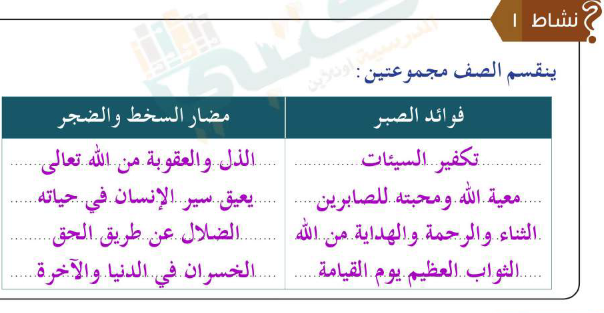 نشاط ١
ينقسم الصف مجموعتين :
فوائد الصبر
مضار السخط والضجر
تكفير السيئات
الذل والعقوبة من الله تعالى
معية الله ومحبته للصابرين
يعيق سير الإنسان في حياته
الثناء والرحمة والهداية من الله
الضلال عن طريق الحق
الثواب العظيم يوم القيامة
الخسران في الدنيا والآخرة